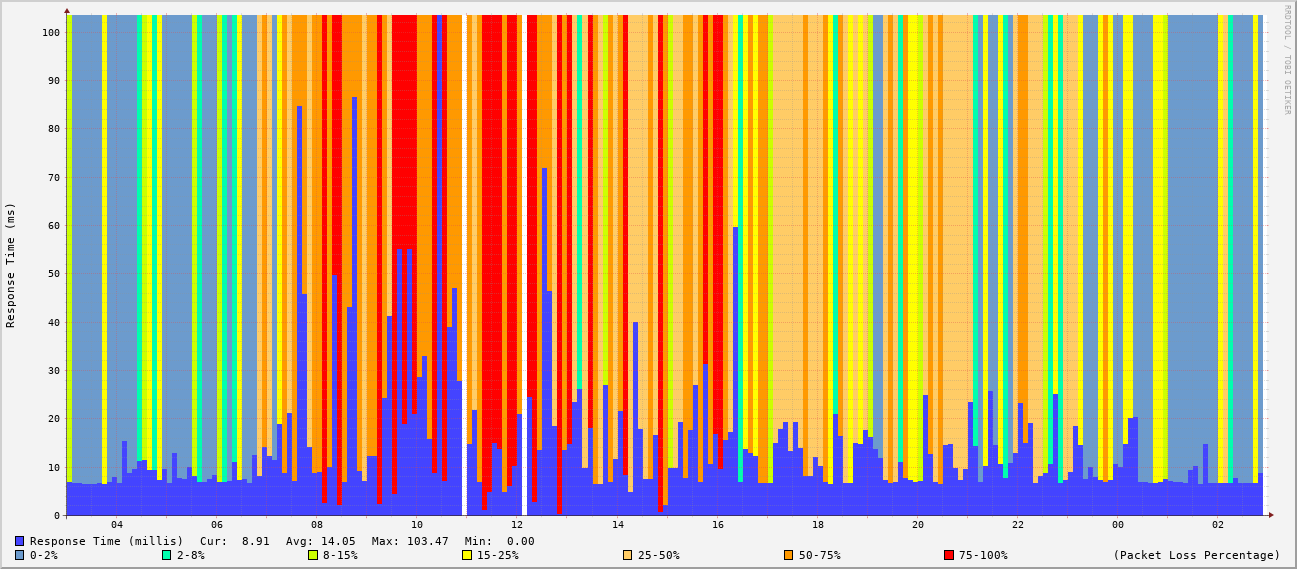 RRDTOOL / TOBI OETIKER
Response Time (ms)
100
90
80
70
60
50
40
30
20
10
0
04 06 08 10 12 14 16 18 20 22 00 02
Response Time (millis) Cur: 8.91 Avg: 14.05 Max: 103.47 Min: 0.00
0-2% 2-8% 8-15% 15-25% 25-50% 50-75% 75-100% (Packet Loss Percentage)